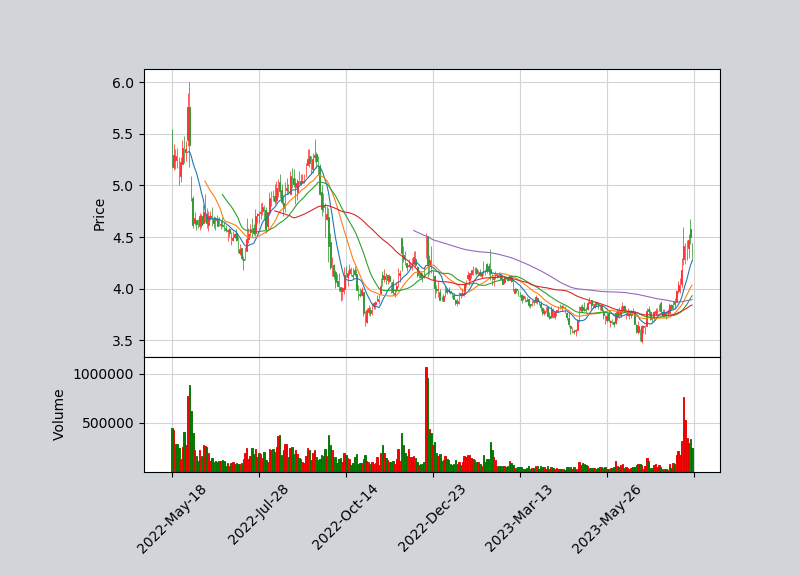 6.0
5.5
5.0
4.5
4.0
3.5
Price
1000000
500000
Volume
2022-May-18
2022-Jul-28
2022-Oct-14
2022-Dec-23
2023-Mar-13
2023-May-26